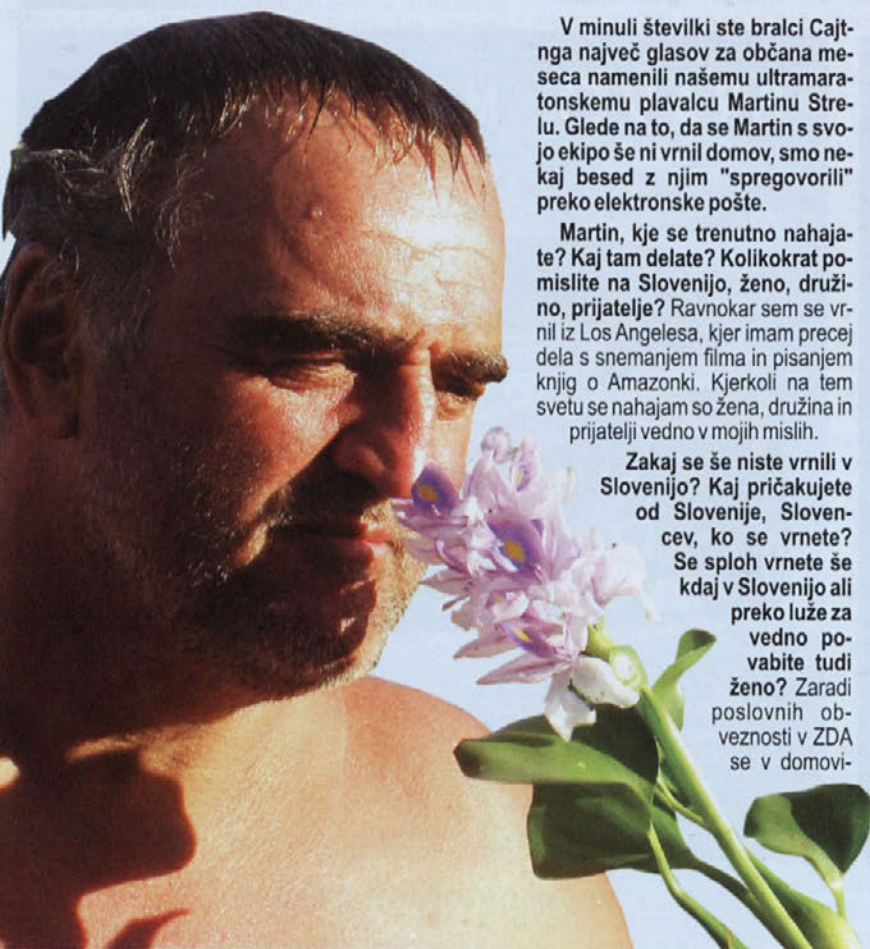 V minuli številki ste bralci Cajt-
nga največ glasov za občana me-
seca namenili našemu ultramara-
tonskemu plavalcu Martinu Stre-
lu. Glede na to, da se Martin s svo-
jo ekipo še ni vrnil domov, smo ne-
kaj besed z njim "spregovorili"
preko elektronske pošte.
Martin, kje se trenutno nahaja-
te? Kaj tam delate? Kolikokrat po-
mislite na Slovenijo, ženo, druži-
no, prijatelje? Ravnokar sem se vr-
nil iz Los Angelesa, kjer imam precej
dela s snemanjem filma in pisanjem
knjig o Amazonki. Kjerkoli na tem
svetu se nahajam so žena, družina in
prijatelji vedno v mojih mislih.
Zakaj se še niste vrnili v
Slovenijo? Kaj pričakujete
od Slovenije, Sloven-
cev, ko se vrnete?
Se sploh vrnete še
kdaj v Slovenijo ali
preko luže za
vedno po-
vabite tudi
ženo? Zaradi
poslovnih ob-
veznosti v ZDA
se v domovi-